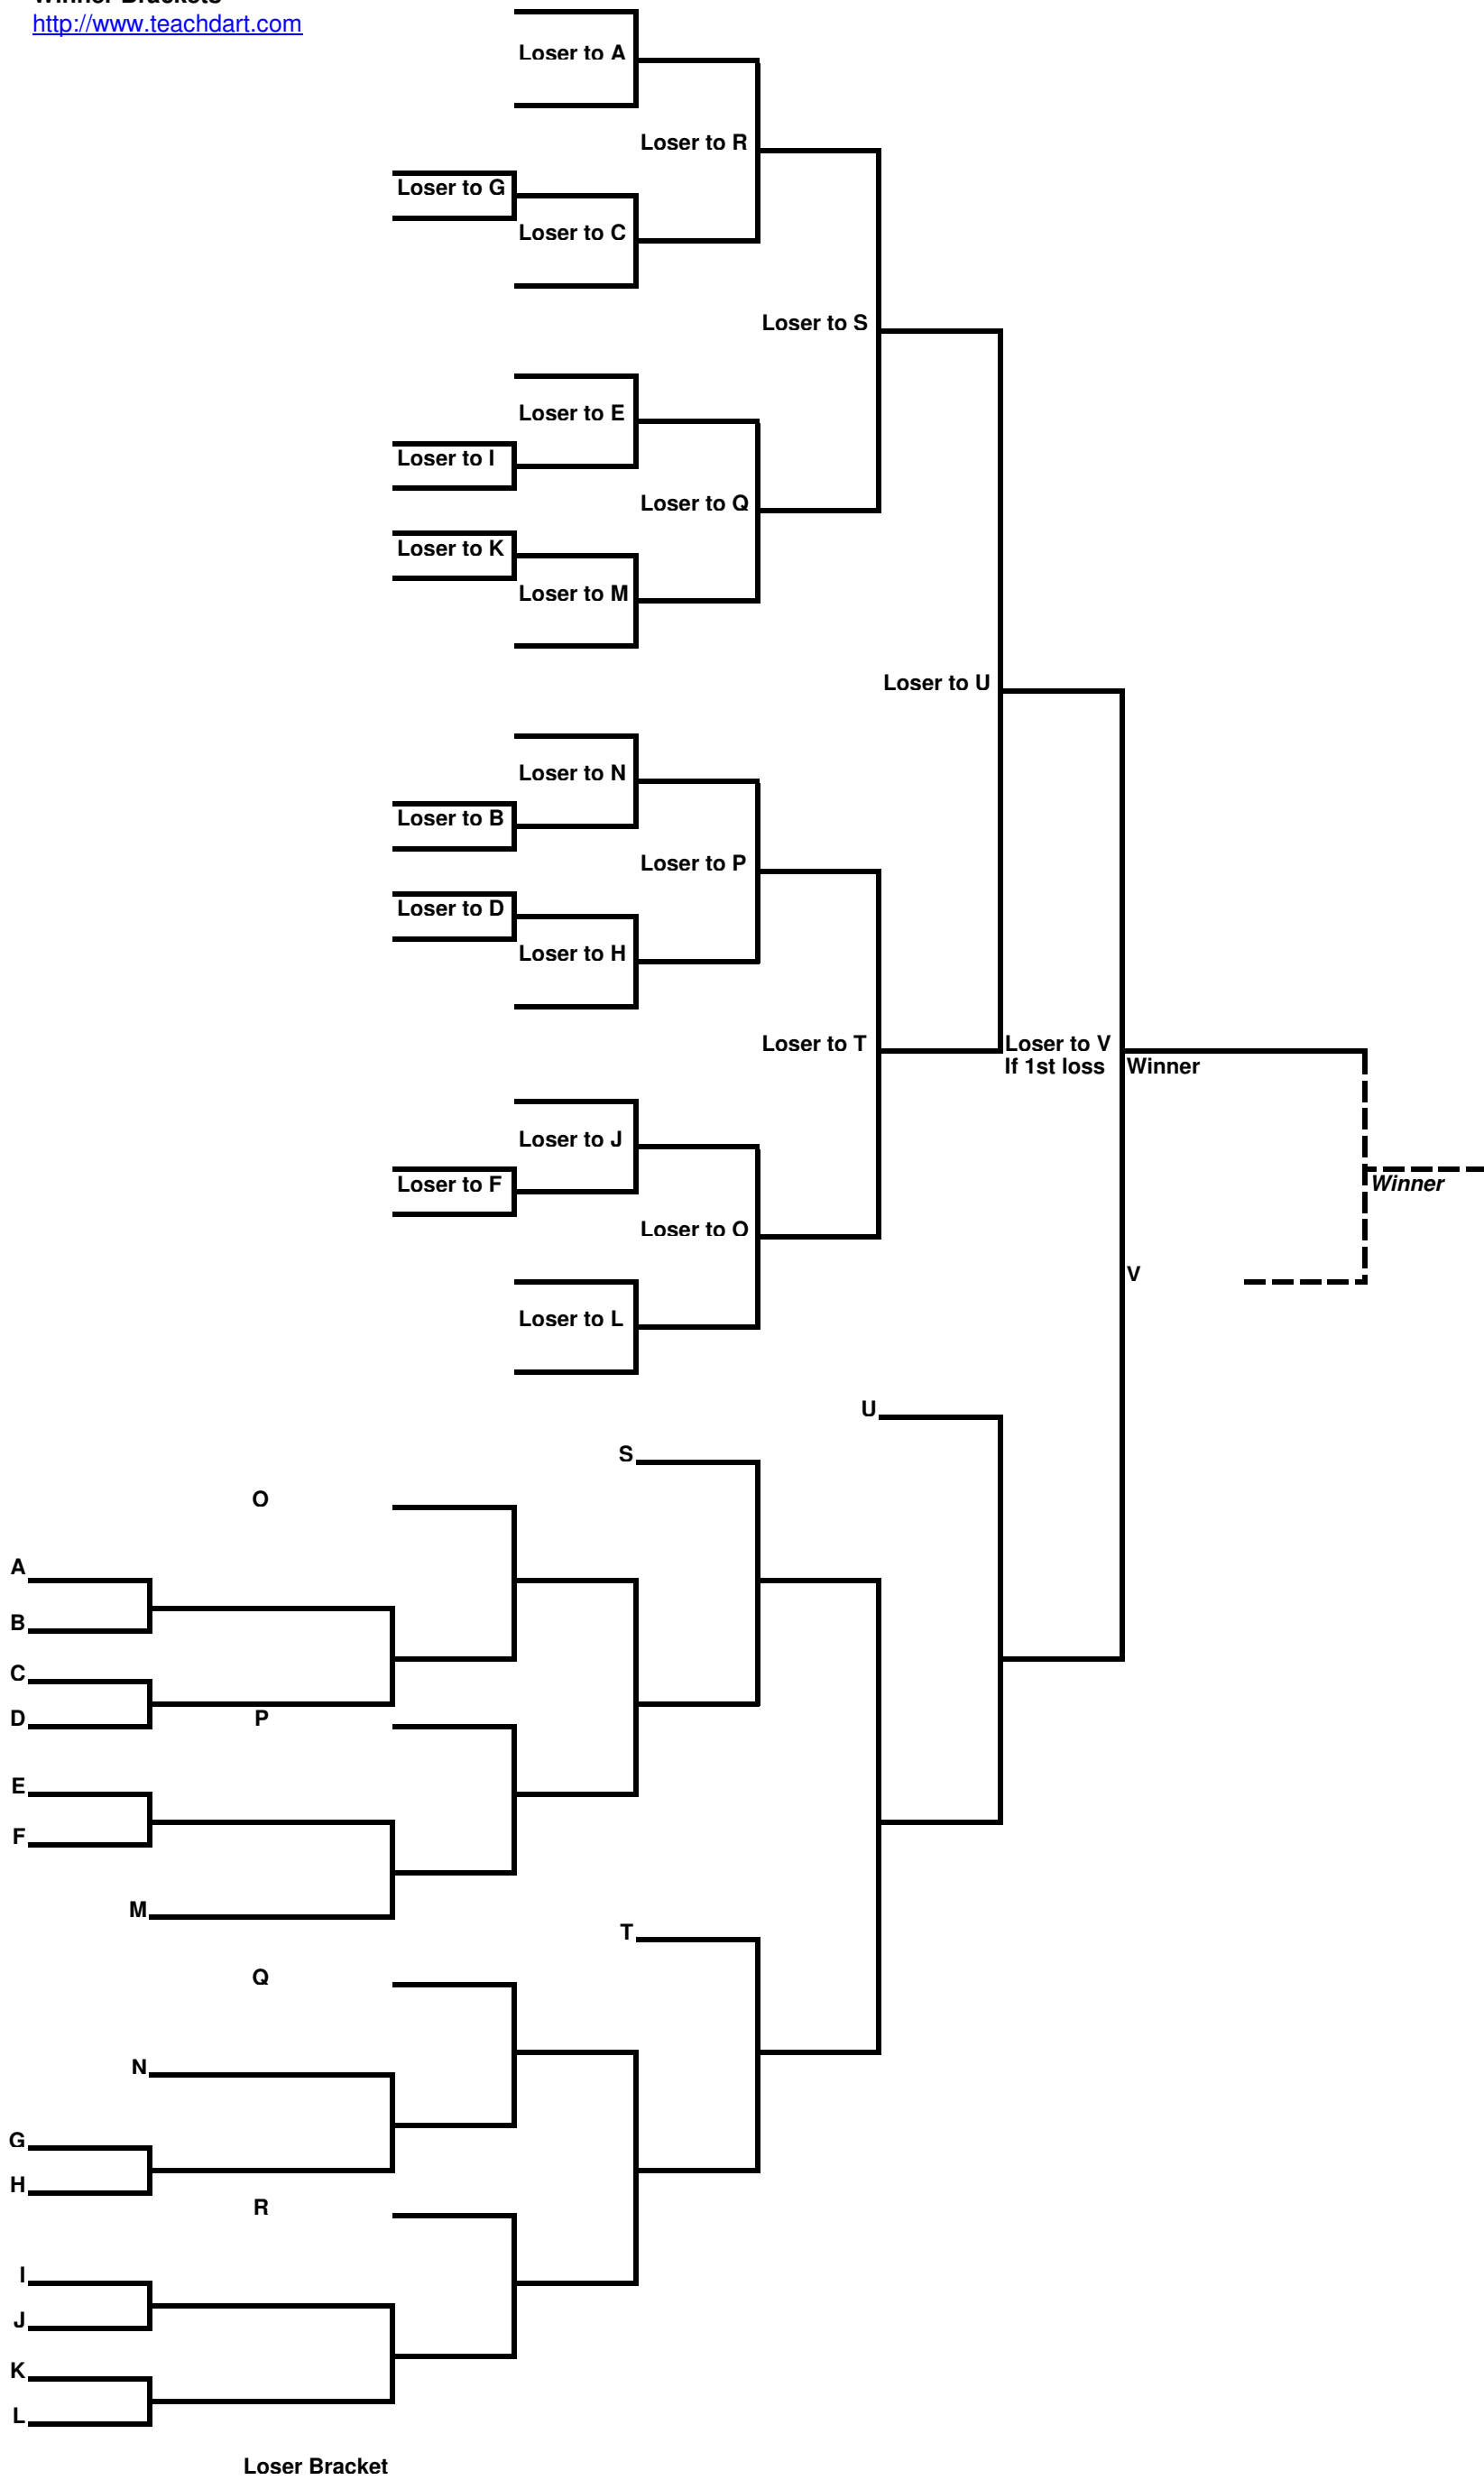 Winner Brackets
http://www.teachdart.com
Loser to A
Loser to R
Loser to G
Loser to C
Loser to S
Loser to E
Loser to I
Loser to Q
Loser to K
Loser to M
Loser to U
Loser to N
Loser to B
Loser to P
Loser to D
Loser to H
Loser to T
Loser to V
If 1st loss
Winner
Loser to J
Loser to F
Winner
Loser to O
V
Loser to L
U
S
O
A
B
C
D
P
E
F
M
T
Q
N
G
H
R
I
J
K
L
Loser Bracket